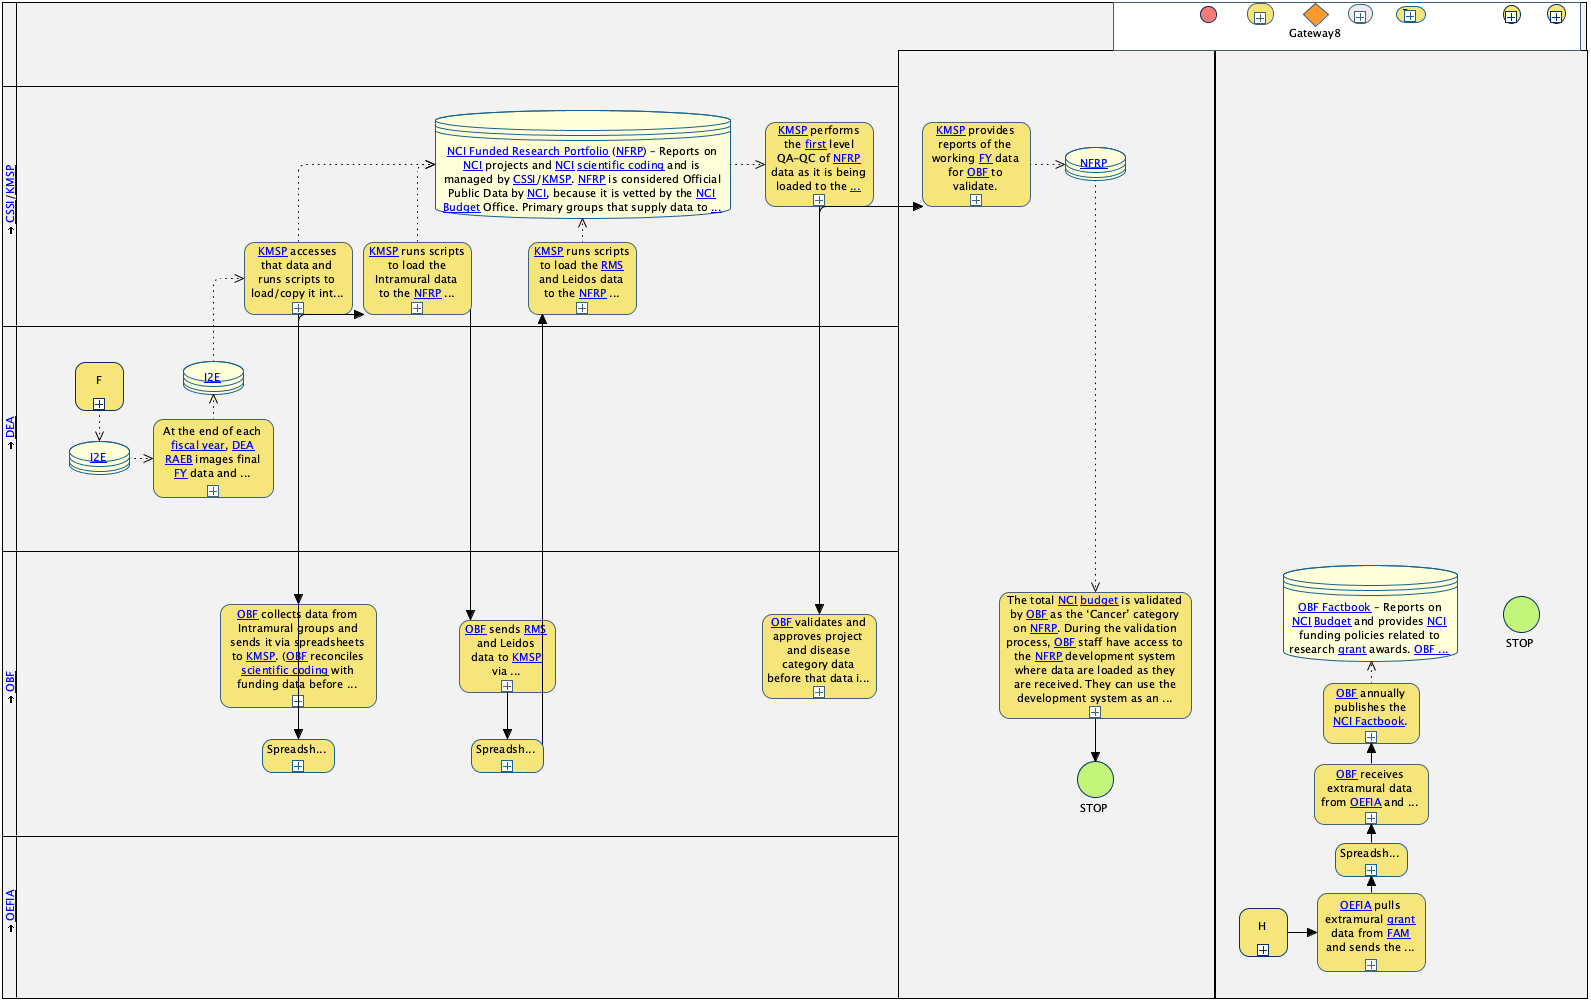 Gateway8
CSSI/KMSP
NCI Funded Research Portfolio (NFRP) – Reports on
NCI projects and NCI scientific coding and is
managed by CSSI/KMSP. NFRP is considered Official
Public Data by NCI, because it is vetted by the NCI
Budget Office. Primary groups that supply data to ...
KMSP performs
the first level
QA-QC of NFRP
data as it is being
loaded to the ...
KMSP provides
reports of the
working FY data
for OBF to
validate.
NFRP
KMSP accesses
that data and
runs scripts to
load/copy it int...
KMSP runs scripts
to load the
Intramural data
to the NFRP ...
KMSP runs scripts
to load the RMS
and Leidos data
to the NFRP ...
DEA
F
I2E
I2E
At the end of each
fiscal year, DEA
RAEB images final
FY data and ...
OBF
OBF collects data from
Intramural groups and
sends it via spreadsheets
to KMSP. (OBF reconciles
scientific coding with
funding data before ...
Spreadsh...
OBF sends RMS
and Leidos
data to KMSP
via ...
Spreadsh...
OBF validates and
approves project
and disease
category data
before that data i...
The total NCI budget is validated
by OBF as the ‘Cancer’ category
on NFRP. During the validation
process, OBF staff have access to
the NFRP development system
where data are loaded as they
are received. They can use the
development system as an ...
STOP
OBF Factbook – Reports on
NCI Budget and provides NCI
funding policies related to
research grant awards. OBF ...
STOP
OBF annually
publishes the
NCI Factbook.
OBF receives
extramural data
from OEFIA and ...
Spreadsh...
OEFIA
H
OEFIA pulls
extramural grant
data from FAM
and sends the ...